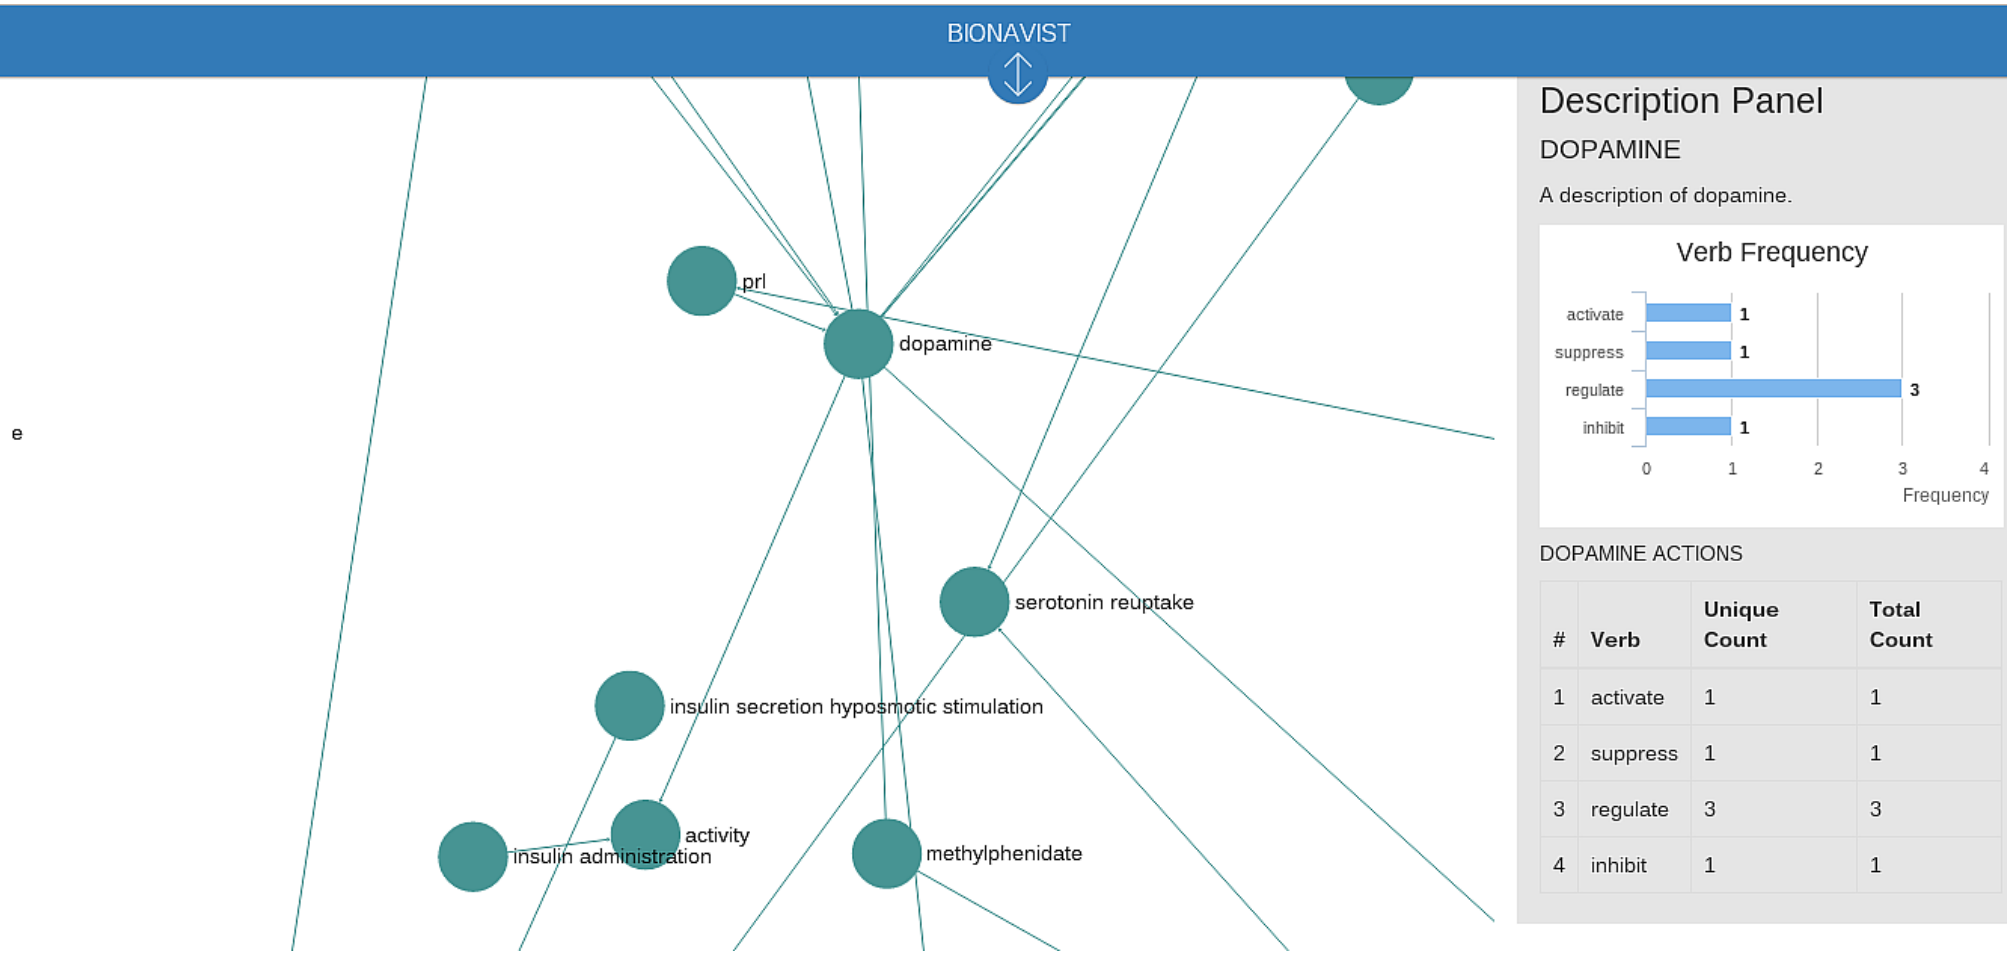 BIONAVIST
prl
dopamine
e
serotonin reuptake
insulin secretion hyposmotic stimulation
activity
insulin administration
methylphenidate
Description Panel
DOPAMINE
A description of dopamine.
Verb Frequency
activate 1
suppress 1
regulate 3
inhibit 1
0 1 2 3 4
Frequency
DOPAMINE ACTIONS
# Verb Unique Count Total Count
1 activate 1 1
2 suppress 1 1
3 regulate 3 3
4 inhibit 1 1